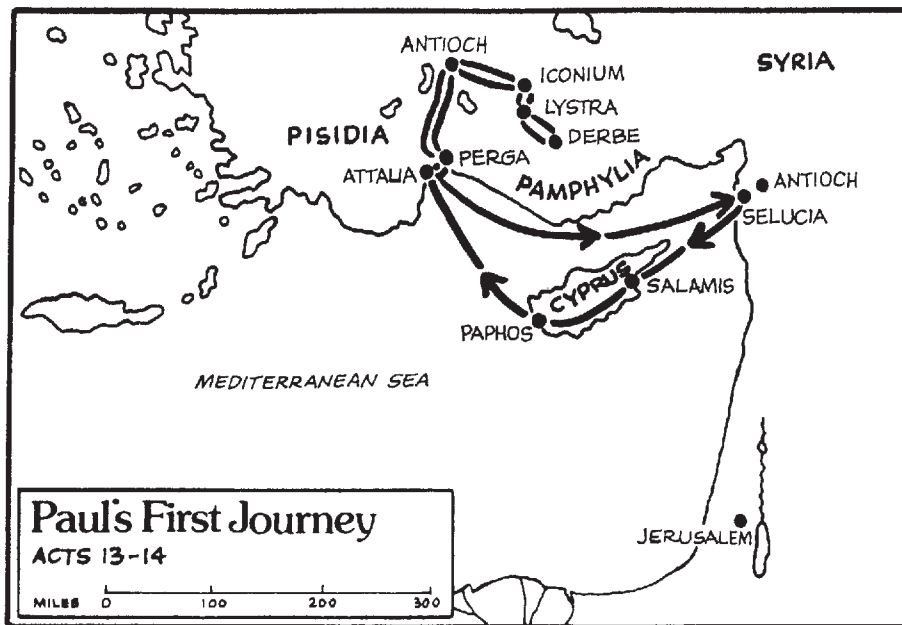 ANTIOCH
SYRIA
ICONIUM
LYSTRA
PISIDIA
DERBE
PERGA
ATTALIA
PAMPHYLIA
ANTIOCH
SELUCIA
CYPRUS
SALAMIS
PAPHOS
MEDITERRANEAN SEA
JERUSALEM
Paul's First Journey
ACTS 13-14
MILES 0 100 200 300